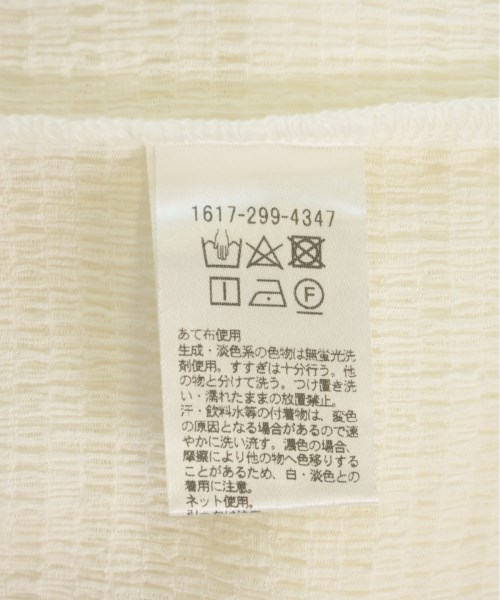 1617-299-4347
F
あて布使用
生成・淡色系の色物は無蛍光洗
剤使用。すすぎは十分行う。他
の物と分けて洗う。つけ置き洗
い・濡れたままの放置禁止。
汗・飲料水等の付着物は、変色
の原因となる場合があるので速
やかに洗い流す。濃色の場合、
摩擦により他の物へ色移りする
ことがあるため、白・淡色との
着用に注意。
ネット使用。